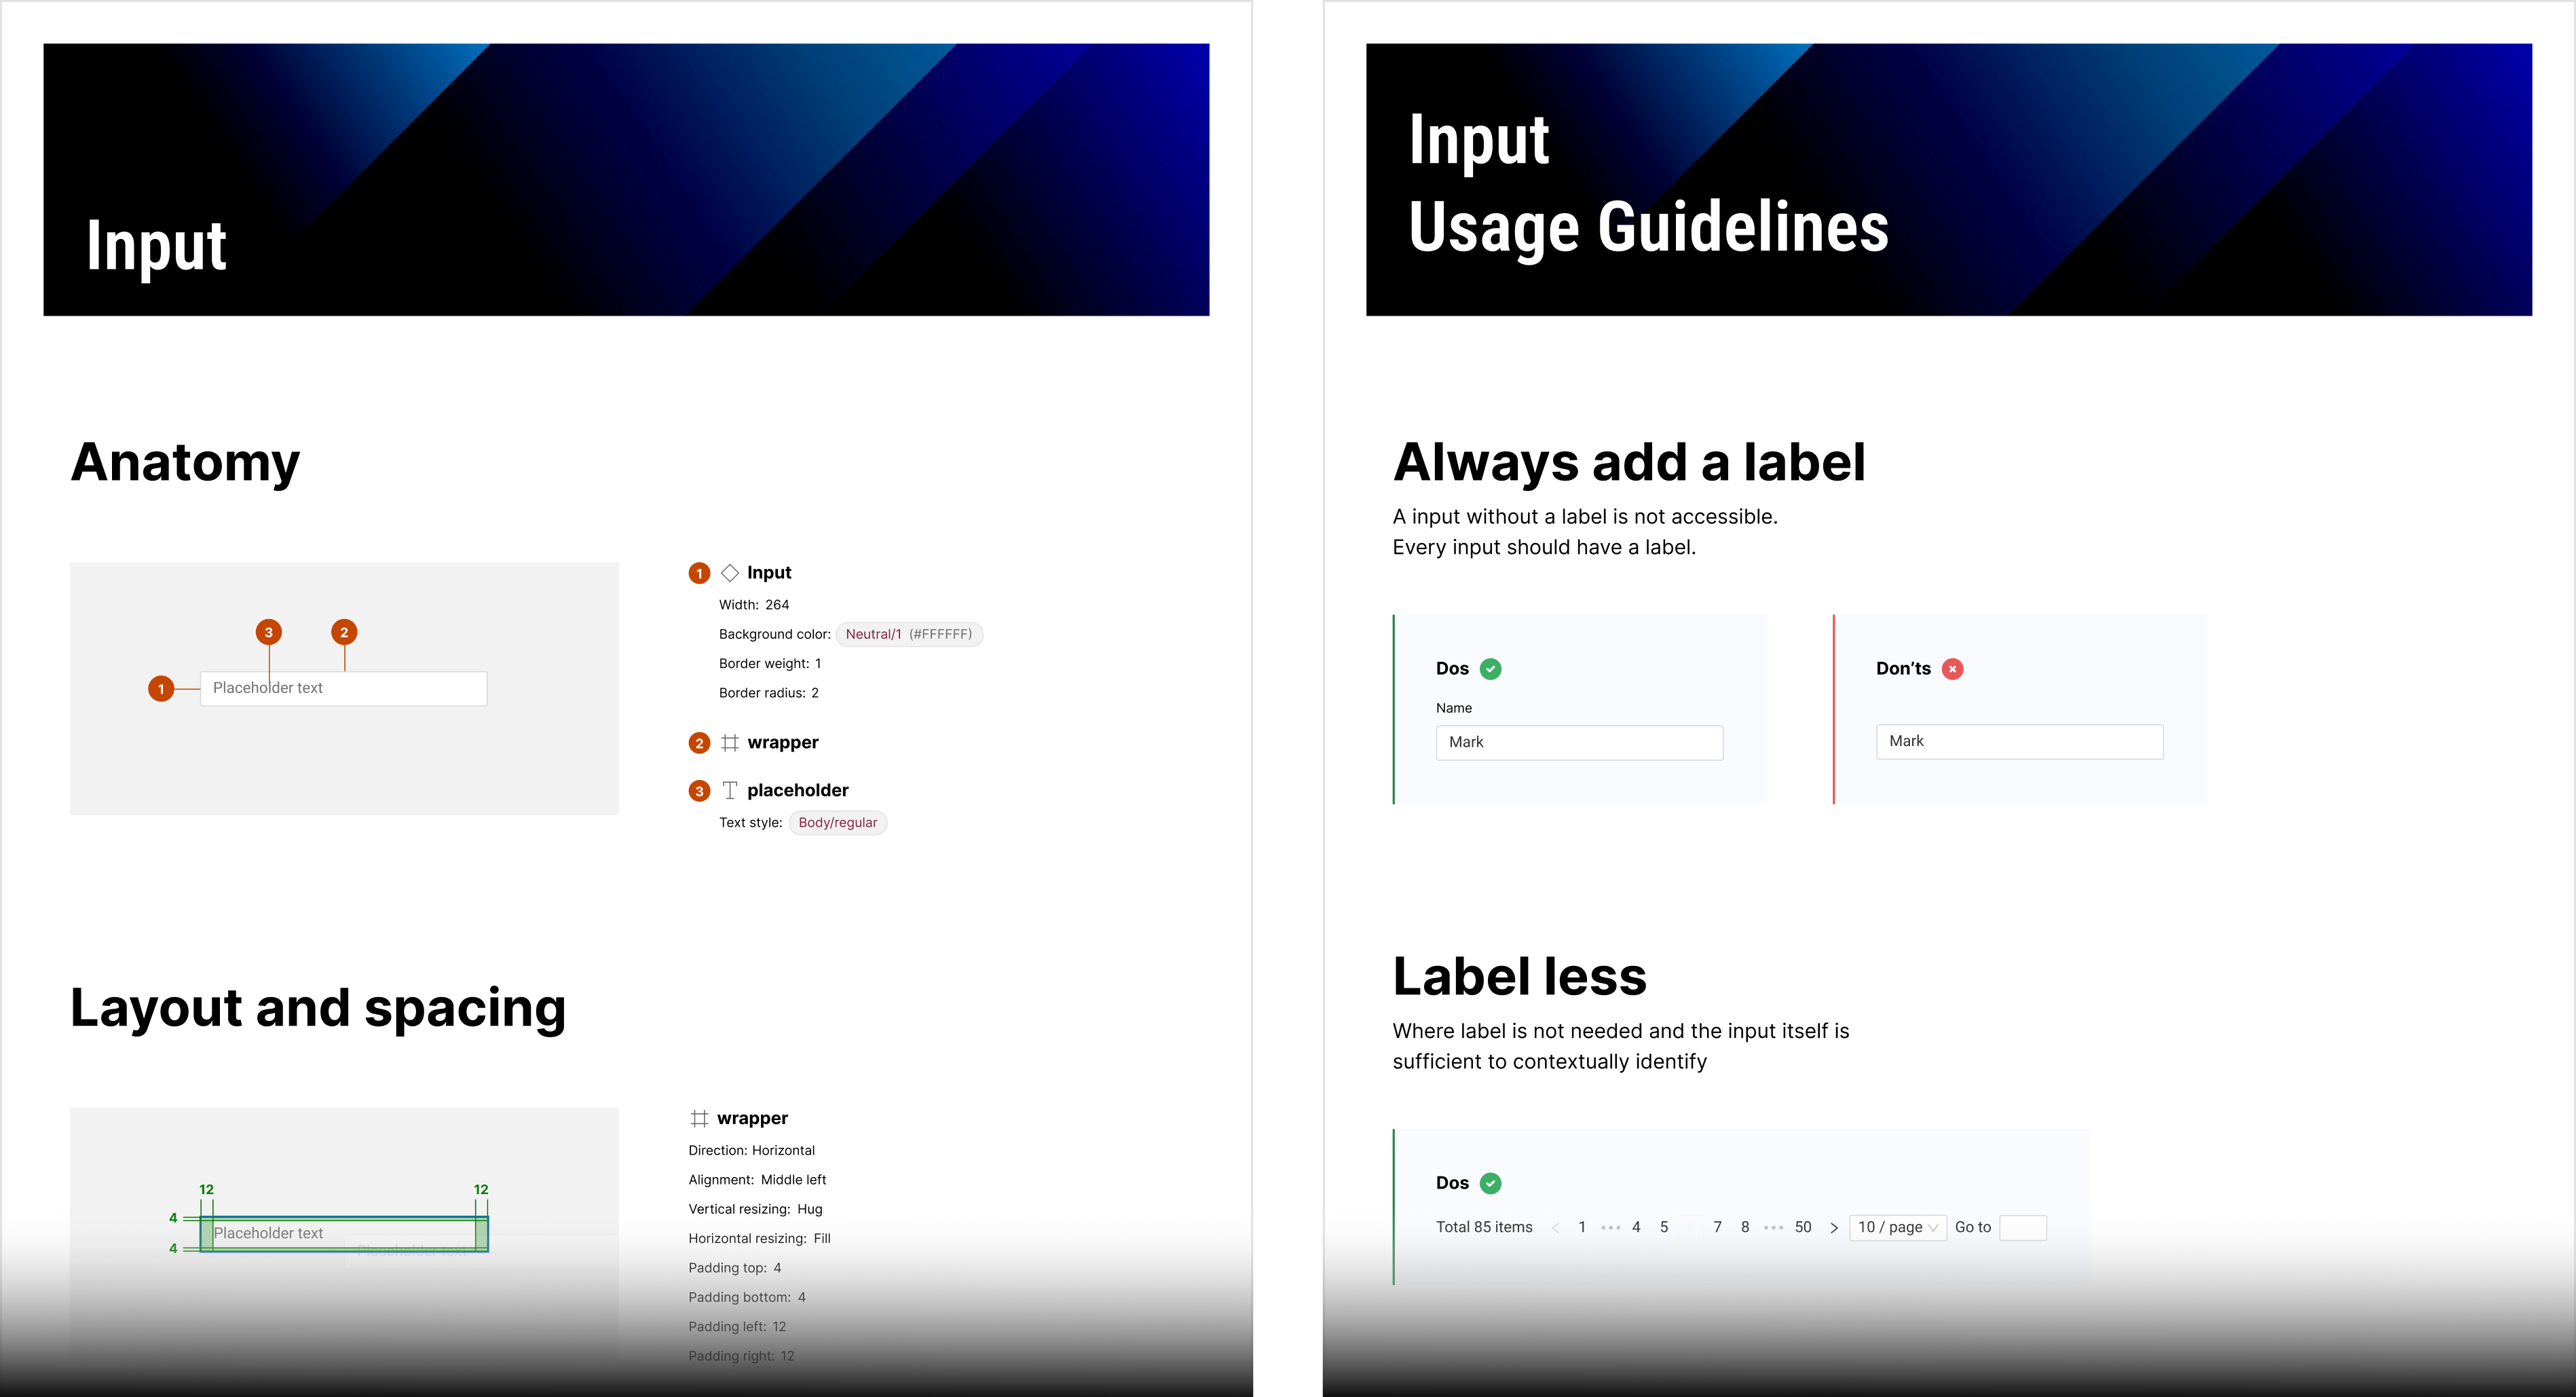 Input
Anatomy
3
2
1
Placeholder text
1 Input
Width: 264
Background color: Neutral/1 (#FFFFFF)
Border weight: 1
Border radius: 2
2 wrapper
3 placeholder
Text style: Body/regular
Layout and spacing
12
12
4
Placeholder text
4
Placeholder text
wrapper
Direction: Horizontal
Alignment: Middle left
Vertical resizing: Hug
Horizontal resizing: Fill
Padding top: 4
Padding bottom: 4
Padding left: 12
Padding right: 12
Input
Usage Guidelines
Always add a label
A input without a label is not accessible.
Every input should have a label.
Dos
Name
Mark
Don’ts
Mark
Label less
Where label is not needed and the input itself is
sufficient to contextually identify
Dos
Total 85 items < 1 ••• 4 5 7 8 ••• 50 > 10 / page Go to